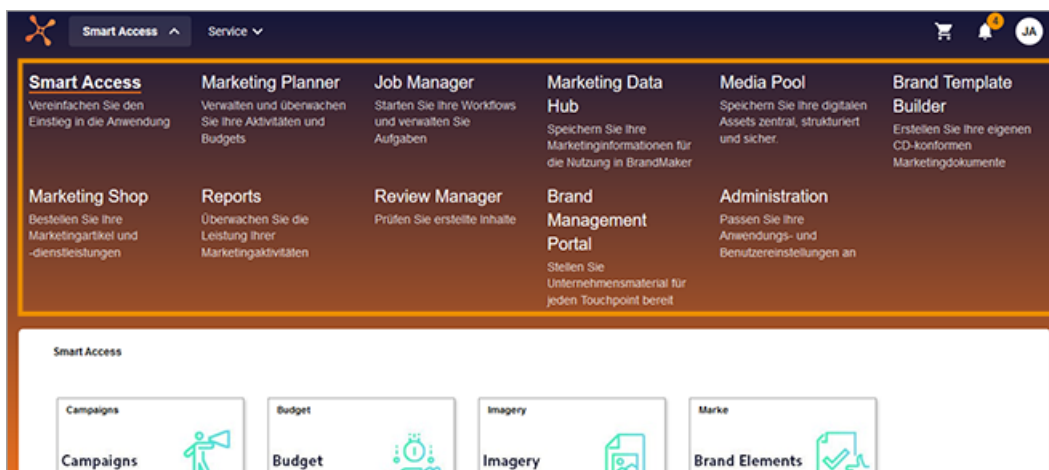 Smart Access
Service
4
JA
Smart Access
Vereinfachen Sie den
Einstieg in die Anwendung
Marketing Planner
Verwalten und überwachen
Sie Ihre Aktivitäten und
Budgets
Job Manager
Starten Sie Ihre Workflows
und verwalten Sie
Aufgaben
Marketing Data
Hub
Speichern Sie Ihre
Marketinginformationen für
die Nutzung in BrandMaker
Media Pool
Speichern Sie Ihre digitalen
Assets zentral, strukturiert
und sicher.
Brand Template
Builder
Erstellen Sie Ihre eigenen
CD-konformen
Marketingdokumente
Marketing Shop
Bestellen Sie Ihre
Marketingartikel und
-dienstleistungen
Reports
Überwachen Sie die
Leistung Ihrer
Marketingaktivitäten
Review Manager
Prüfen Sie erstellte Inhalte
Brand
Management
Portal
Stellen Sie
Unternehmensmaterial für
jeden Touchpoint bereit
Administration
Passen Sie Ihre
Anwendungs- und
Benutzereinstellungen an
Smart Access
Campaigns
Campaigns
Budget
Budget
Imagery
Imagery
Marke
Brand Elements